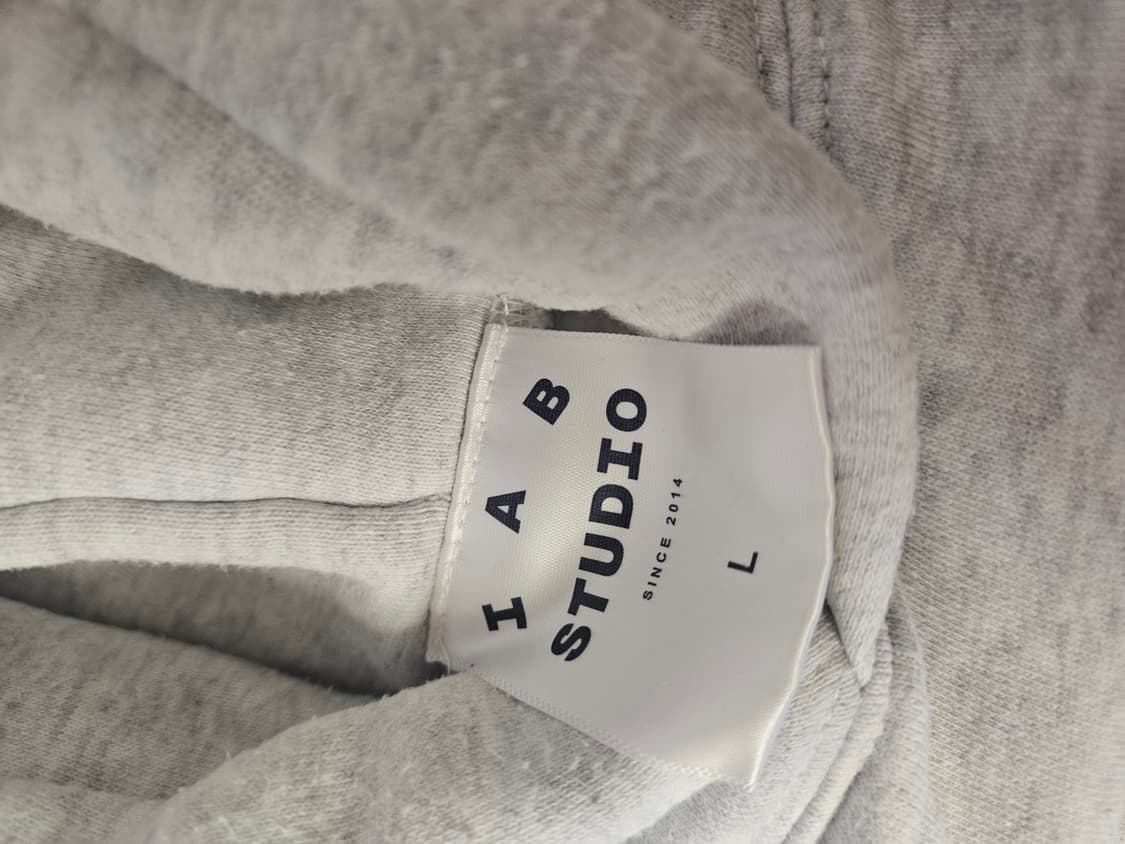 I A B
STUDIO
SINCE 2014
L